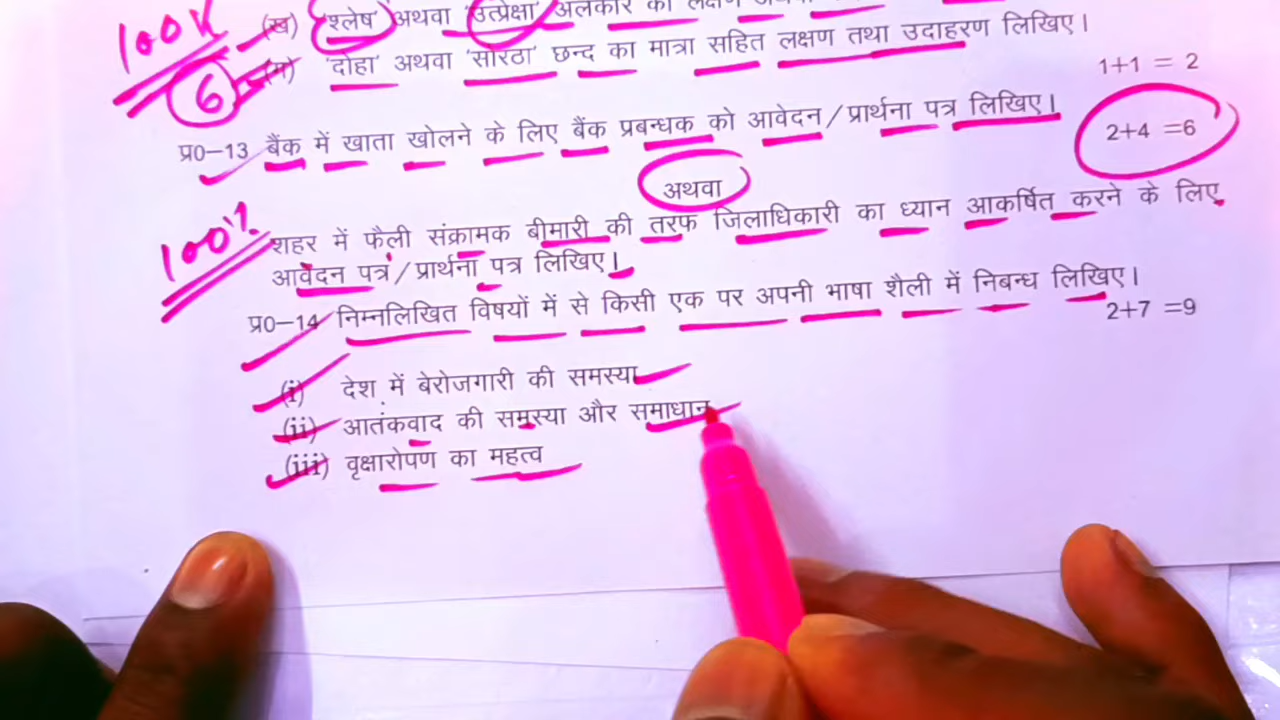 100%
(ख) 'श्लेष' अथवा 'उत्प्रेक्षा' अलंकार का लक्षण
6 (ग) 'दोहा' अथवा 'सोरठा' छन्द का मात्रा सहित लक्षण तथा उदाहरण लिखिए।
1+1 = 2
प्र0–13 बैंक में खाता खोलने के लिए बैंक प्रबन्धक को आवेदन/प्रार्थना पत्र लिखिए।
2+4 =6
अथवा
100% शहर में फैली संक्रामक बीमारी की तरफ जिलाधिकारी का ध्यान आकर्षित करने के लिए
आवेदन पत्र/प्रार्थना पत्र लिखिए।
प्र0–14 निम्नलिखित विषयों में से किसी एक पर अपनी भाषा शैली में निबन्ध लिखिए।
2+7 =9
(i) देश में बेरोजगारी की समस्या
(ii) आतंकवाद की समस्या और समाधान
(iii) वृक्षारोपण का महत्व